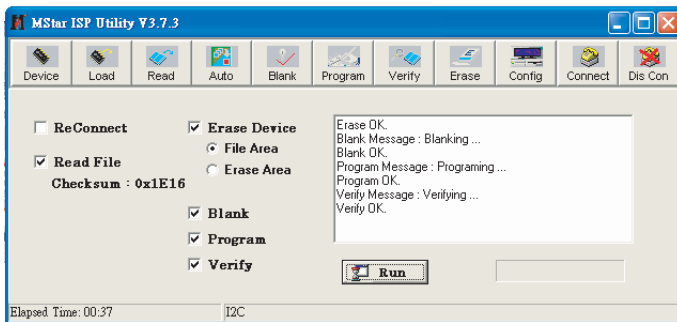 MStar ISP Utility V3.7.3
Device Load Read Auto Blank Program Verify Erase Config Connect Dis Con
ReConnect
Read File
Checksum : 0x1E16
Erase Device
File Area
Erase Area
Blank
Program
Verify
Erase OK.
Blank Message : Blanking ...
Blank OK.
Program Message : Programing ...
Program OK.
Verify Message : Verifying ...
Verify OK.
Run
Elapsed Time: 00:37 I2C